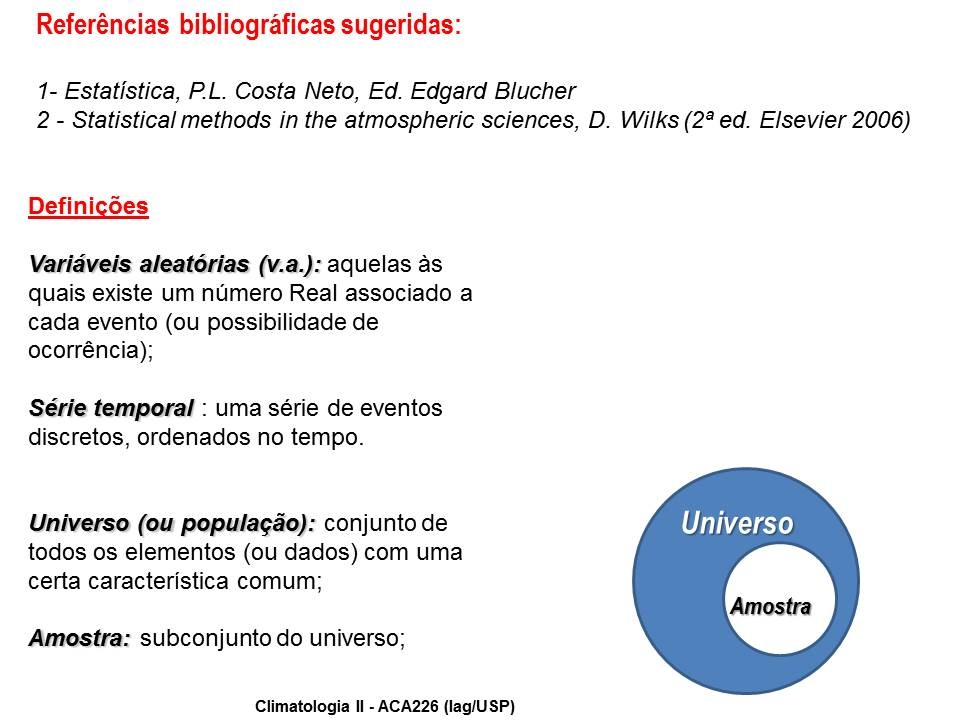 Referências bibliográficas sugeridas:
1- Estatística, P.L. Costa Neto, Ed. Edgard Blucher
2 - Statistical methods in the atmospheric sciences, D. Wilks (2ª ed. Elsevier 2006)
Definições
Variáveis aleatórias (v.a.): aquelas às
quais existe um número Real associado a
cada evento (ou possibilidade de
ocorrência);
Série temporal : uma série de eventos
discretos, ordenados no tempo.
Universo (ou população): conjunto de
todos os elementos (ou dados) com uma
certa característica comum;
Amostra: subconjunto do universo;
Universo
Amostra
Climatologia II - ACA226 (Iag/USP)